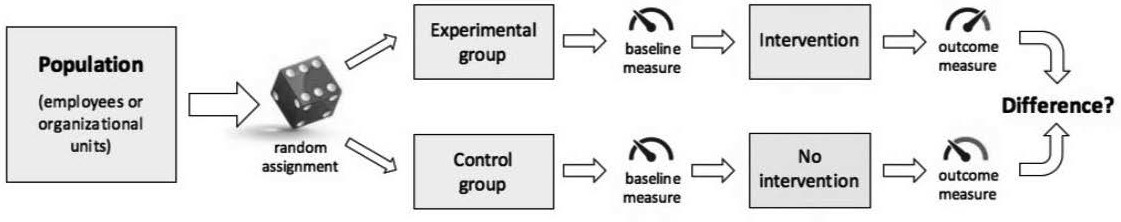 Population
(employees or
organizational
units)
random
assignment
Experimental
group
baseline
measure
Intervention
outcome
measure
Control
group
baseline
measure
No
intervention
outcome
measure
Difference?